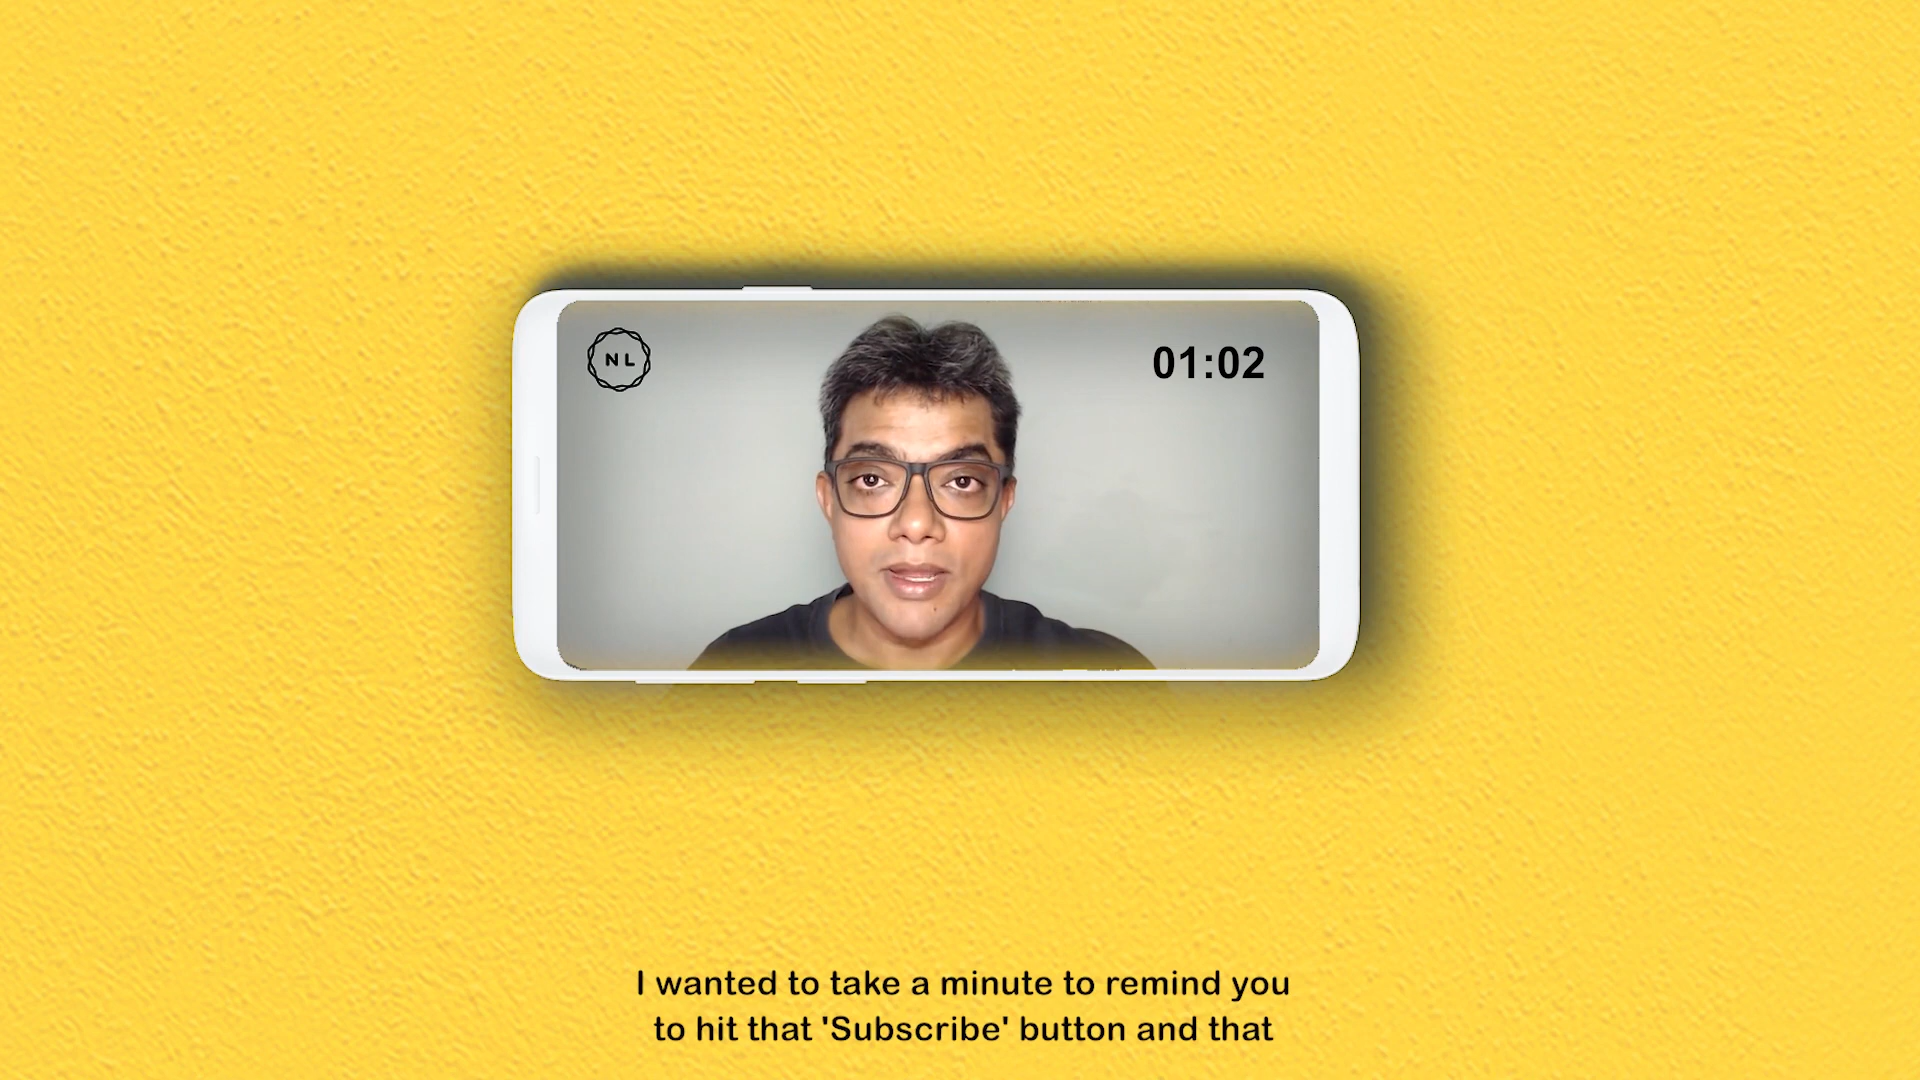 NL
01:02
I wanted to take a minute to remind you
to hit that 'Subscribe' button and that